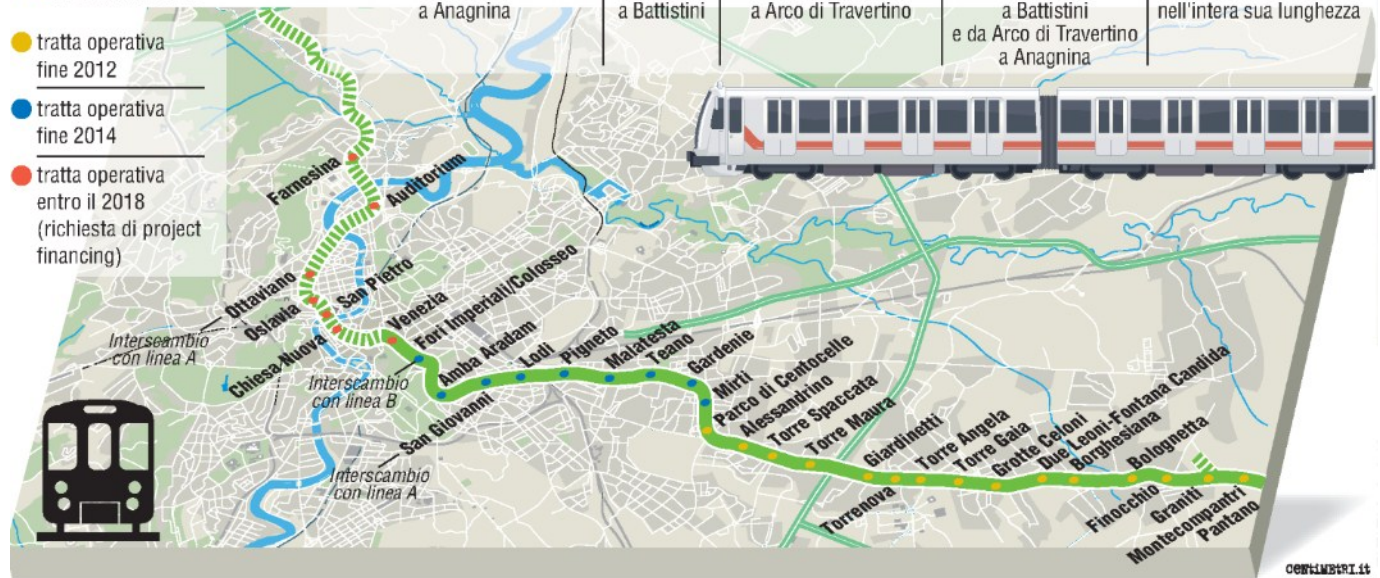 a Anagnina
a Battistini
a Arco di Travertino
a Battistini
e da Arco di Travertino
a Anagnina
nell'intera sua lunghezza
tratta operativa
fine 2012
tratta operativa
fine 2014
tratta operativa
entro il 2018
(richiesta di project
financing)
Farnesina
Auditorium
Ottaviano
Oslavia
San Pietro
Chiesa Nuova
Venezia
Fori Imperiali/Colosseo
Interscambio
con linea A
Interscambio
con linea B
Amba Aradam
San Giovanni
Interscambio
con linea A
Lodi
Pigneto
Malatesta
Teano
Gardenie
Mirti
Parco di Centocelle
Alessandrino
Torre Spaccata
Torre Maura
Giardinetti
Torrenova
Torre Angela
Torre Gaia
Grotte Celoni
Due Leoni-Fontana Candida
Borghesiana
Bolognetta
Finocchio
Graniti
Montecompatri
Pantano
CENTIMETRI.it